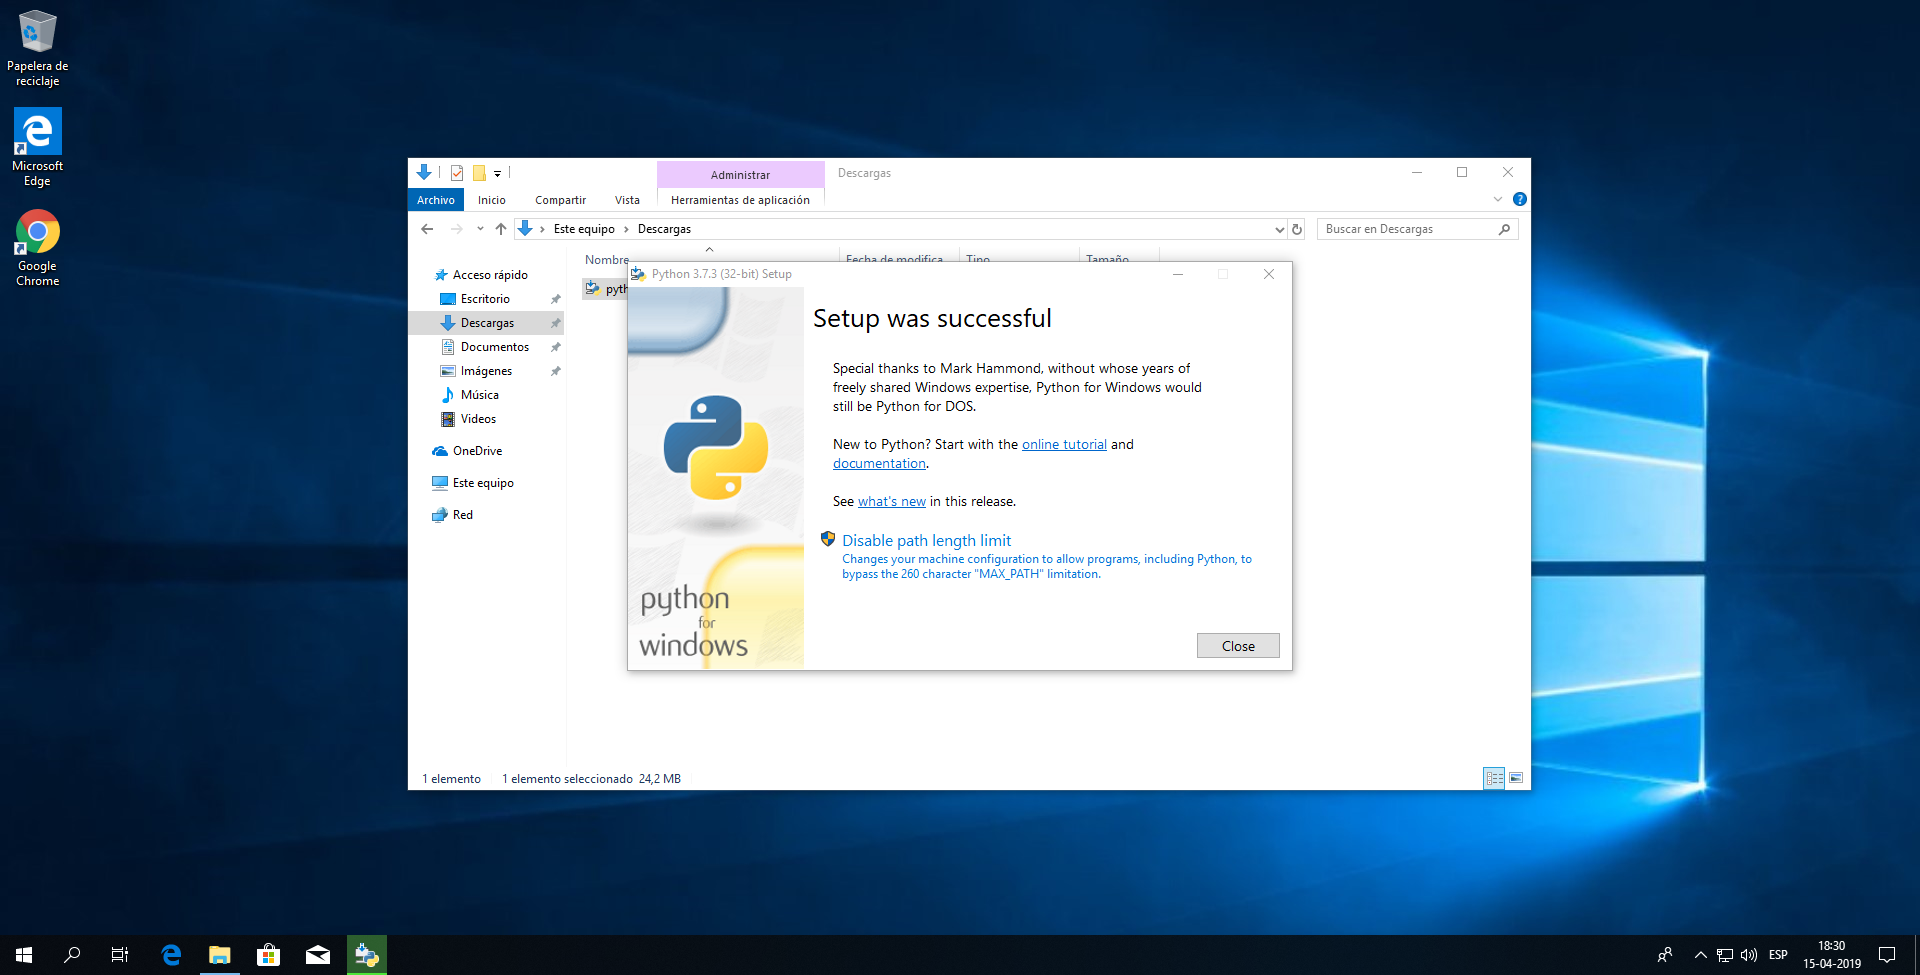 Papelera de
reciclaje
Microsoft
Edge
Google
Chrome
Administrar
Descargas
Archivo
Inicio
Compartir
Vista
Herramientas de aplicación
Este equipo
Descargas
Buscar en Descargas
Nombre
Fecha de modifica
Tipo
Tamaño
Acceso rápido
Escritorio
Descargas
Documentos
Imágenes
Música
Videos
OneDrive
Este equipo
Red
pyth
Python 3.7.3 (32-bit) Setup
Setup was successful
Special thanks to Mark Hammond, without whose years of
freely shared Windows expertise, Python for Windows would
still be Python for DOS.
New to Python? Start with the online tutorial and
documentation.
See what's new in this release.
Disable path length limit
Changes your machine configuration to allow programs, including Python, to
bypass the 260 character "MAX_PATH" limitation.
python
for
windows
Close
1 elemento
1 elemento seleccionado 24,2 MB
ESP
18:30
15-04-2019